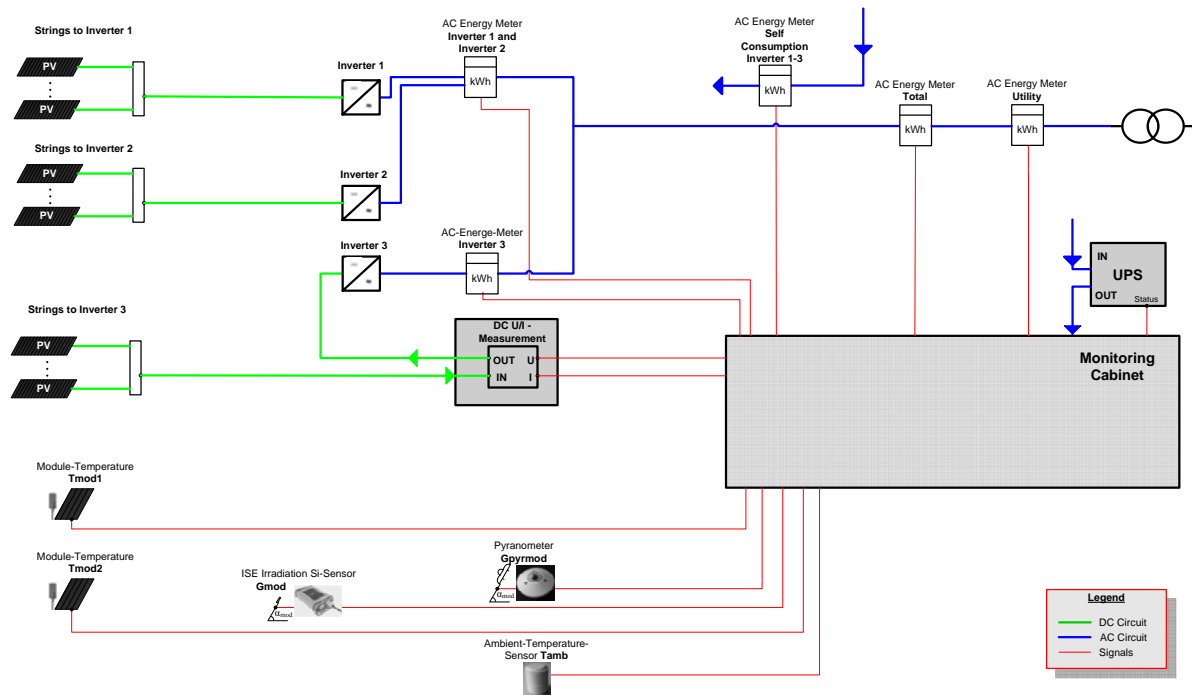 Strings to Inverter 1
PV
PV
AC Energy Meter
Inverter 1 and
Inverter 2
kWh
Inverter 1
AC Energy Meter
Self
Consumption
Inverter 1-3
kWh
AC Energy Meter
Total
kWh
AC Energy Meter
Utility
kWh
Strings to Inverter 2
PV
PV
Inverter 2
Inverter 3
AC-Energe-Meter
Inverter 3
kWh
IN
UPS
OUT
Status
Strings to Inverter 3
PV
PV
DC U/I -
Measurement
OUT U
IN I
Monitoring
Cabinet
Module-Temperature
Tmod1
Module-Temperature
Tmod2
ISE Irradiation Si-Sensor
Gmod
αmod
Pyranometer
Gpyrmod
αmod
Ambient-Temperature-
Sensor Tamb
Legend
DC Circuit
AC Circuit
Signals